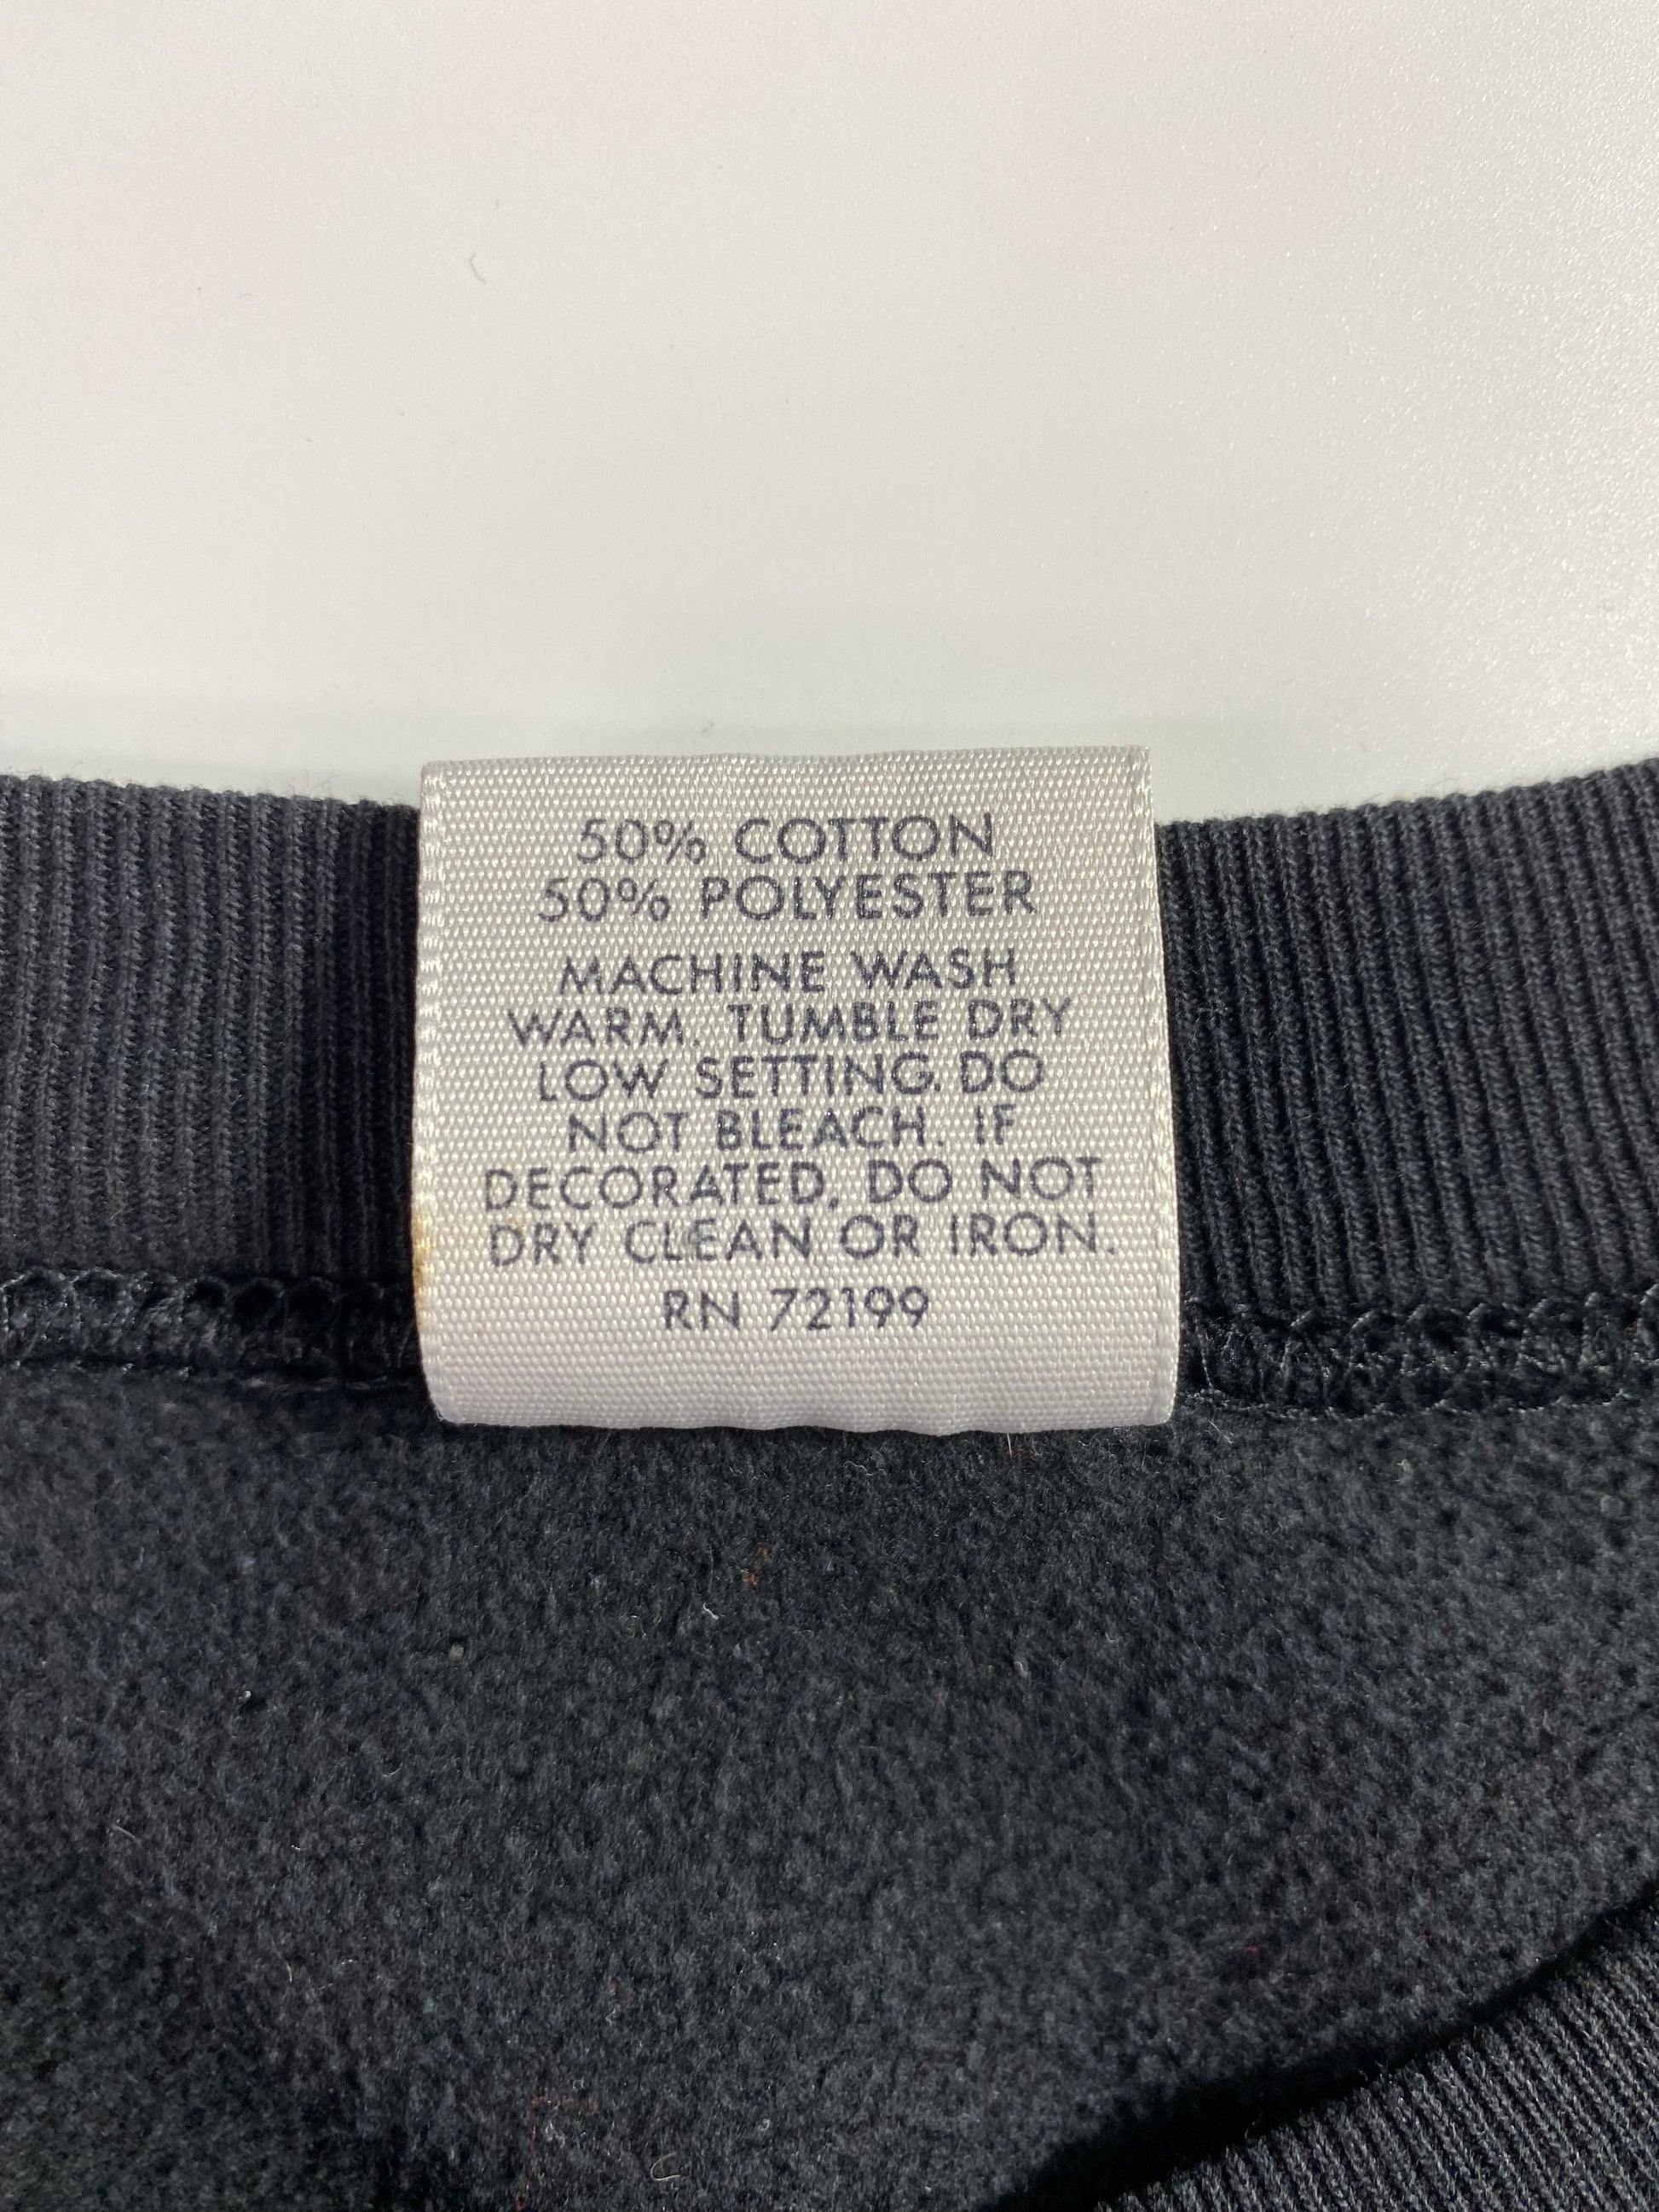 50% COTTON
50% POLYESTER
MACHINE WASH
WARM. TUMBLE DRY
LOW SETTING. DO
NOT BLEACH. IF
DECORATED, DO NOT
DRY CLEAN OR IRON.
RN 72199